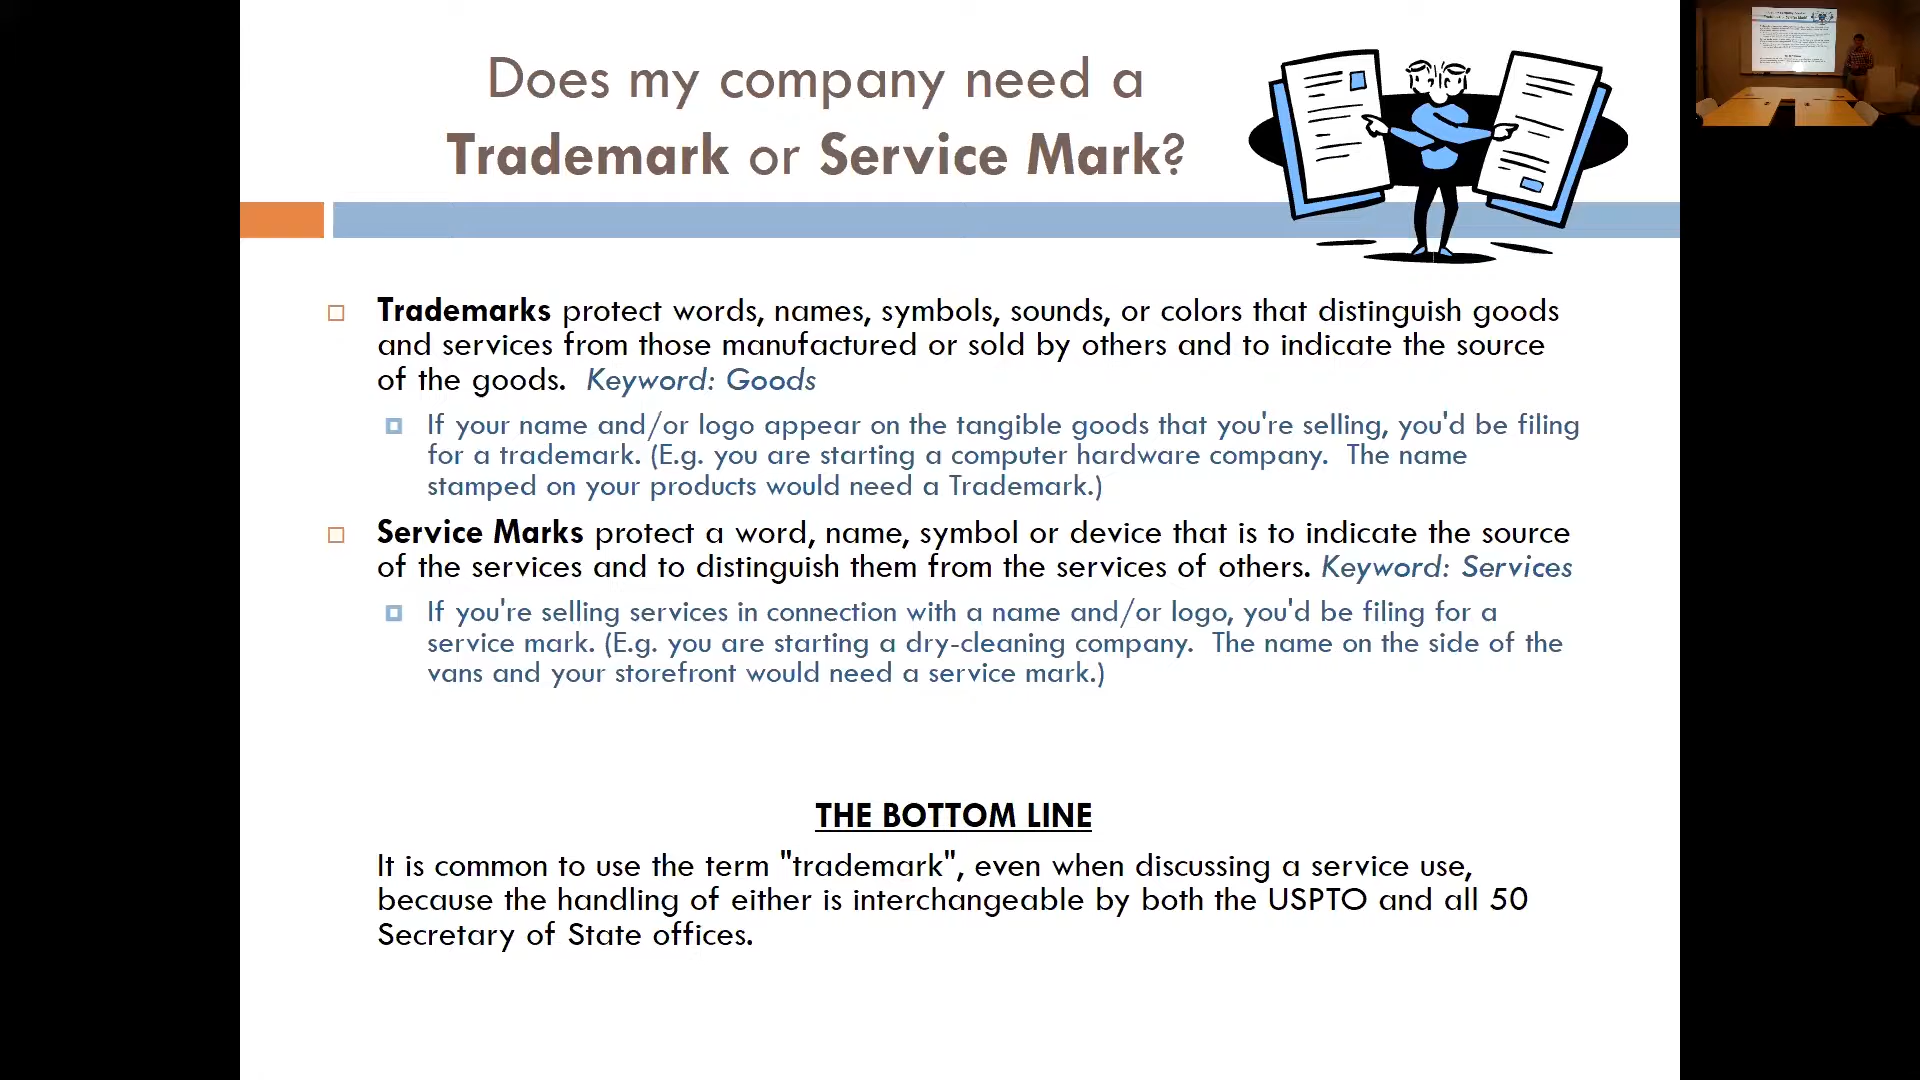 Does my company need a
Trademark or Service Mark?
Trademarks protect words, names, symbols, sounds, or colors that distinguish goods
and services from those manufactured or sold by others and to indicate the source
of the goods. Keyword: Goods
If your name and/or logo appear on the tangible goods that you're selling, you'd be filing
for a trademark. (E.g. you are starting a computer hardware company. The name
stamped on your products would need a Trademark.)
Service Marks protect a word, name, symbol or device that is to indicate the source
of the services and to distinguish them from the services of others. Keyword: Services
If you're selling services in connection with a name and/or logo, you'd be filing for a
service mark. (E.g. you are starting a dry-cleaning company. The name on the side of the
vans and your storefront would need a service mark.)
THE BOTTOM LINE
It is common to use the term "trademark", even when discussing a service use,
because the handling of either is interchangeable by both the USPTO and all 50
Secretary of State offices.